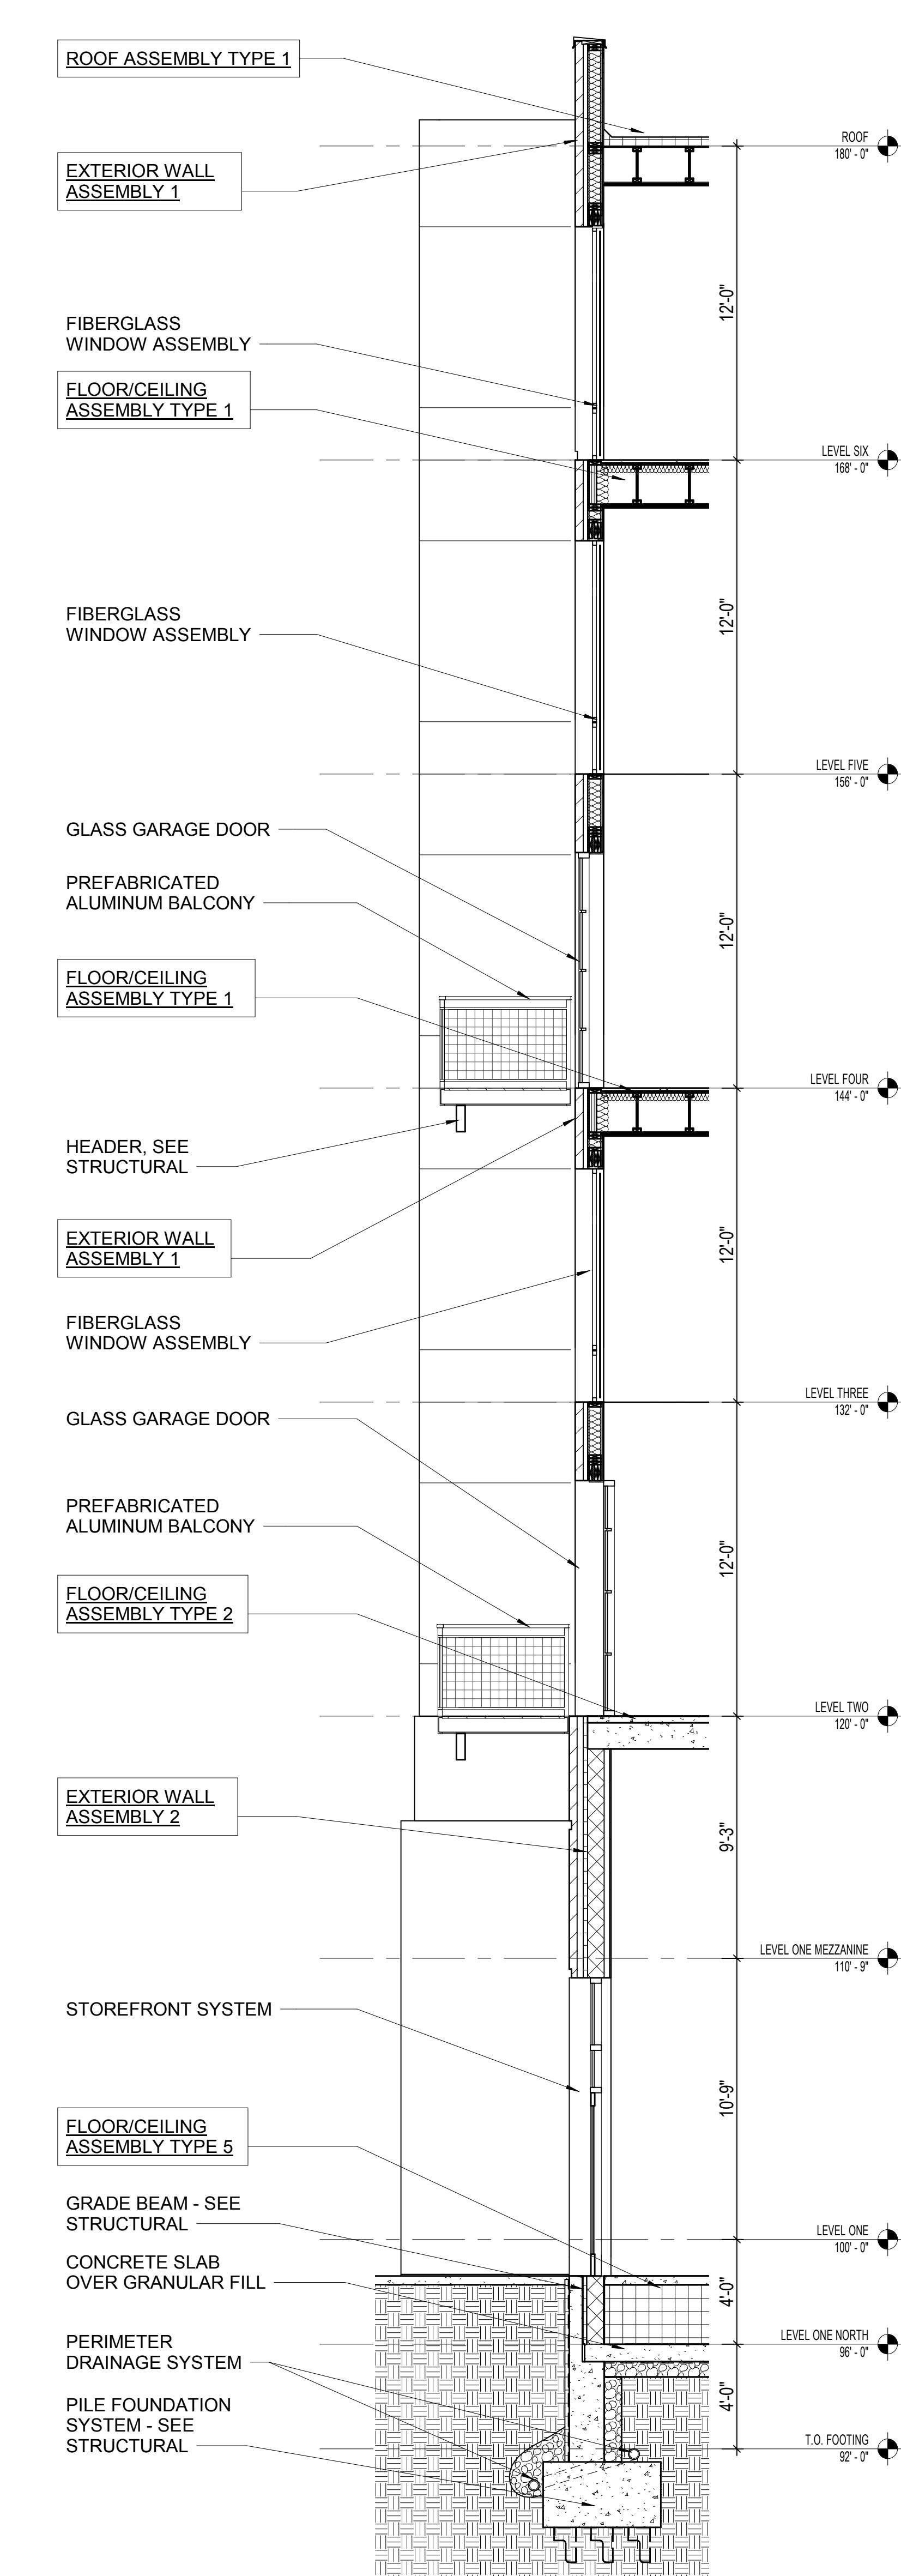 ROOF ASSEMBLY TYPE 1
ROOF
180' - 0"
EXTERIOR WALL
ASSEMBLY 1
12'-0"
FIBERGLASS
WINDOW ASSEMBLY
FLOOR/CEILING
ASSEMBLY TYPE 1
LEVEL SIX
168' - 0"
FIBERGLASS
WINDOW ASSEMBLY
12'-0"
LEVEL FIVE
156' - 0"
GLASS GARAGE DOOR
PREFABRICATED
ALUMINUM BALCONY
12'-0"
FLOOR/CEILING
ASSEMBLY TYPE 1
LEVEL FOUR
144' - 0"
HEADER, SEE
STRUCTURAL
EXTERIOR WALL
ASSEMBLY 1
12'-0"
FIBERGLASS
WINDOW ASSEMBLY
LEVEL THREE
132' - 0"
GLASS GARAGE DOOR
PREFABRICATED
ALUMINUM BALCONY
12'-0"
FLOOR/CEILING
ASSEMBLY TYPE 2
LEVEL TWO
120' - 0"
EXTERIOR WALL
ASSEMBLY 2
9'-3"
LEVEL ONE MEZZANINE
110' - 9"
STOREFRONT SYSTEM
10'-9"
FLOOR/CEILING
ASSEMBLY TYPE 5
GRADE BEAM - SEE
STRUCTURAL
LEVEL ONE
100' - 0"
CONCRETE SLAB
OVER GRANULAR FILL
4'-0"
PERIMETER
DRAINAGE SYSTEM
LEVEL ONE NORTH
96' - 0"
PILE FOUNDATION
SYSTEM - SEE
STRUCTURAL
4'-0"
T.O. FOOTING
92' - 0"